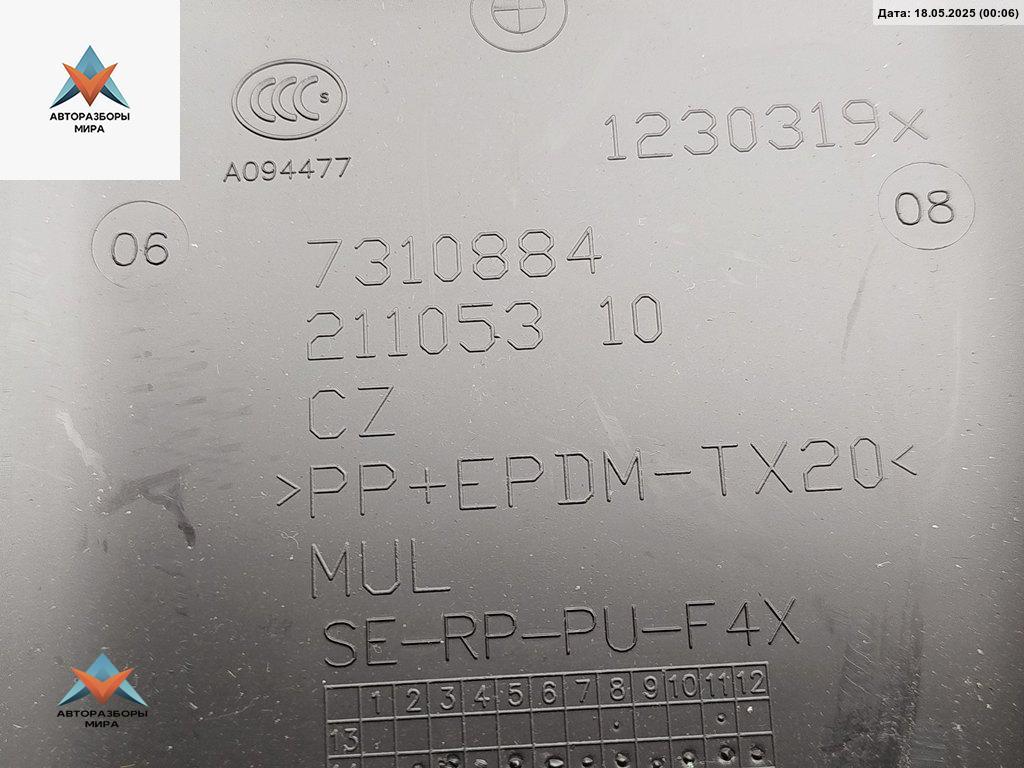 Дата: 18.05.2025 (00:06)
АВТОРАЗБОРЫ
МИРА
CCC S
A094477
1230319X
06
08
7310884
211053 10
CZ
>PP+EPDM-TX20<
MUL
SE-RP-PU-F4X
1 2 3 4 5 6 7 8 9 10 11 12
13
АВТОРАЗБОРЫ
МИРА